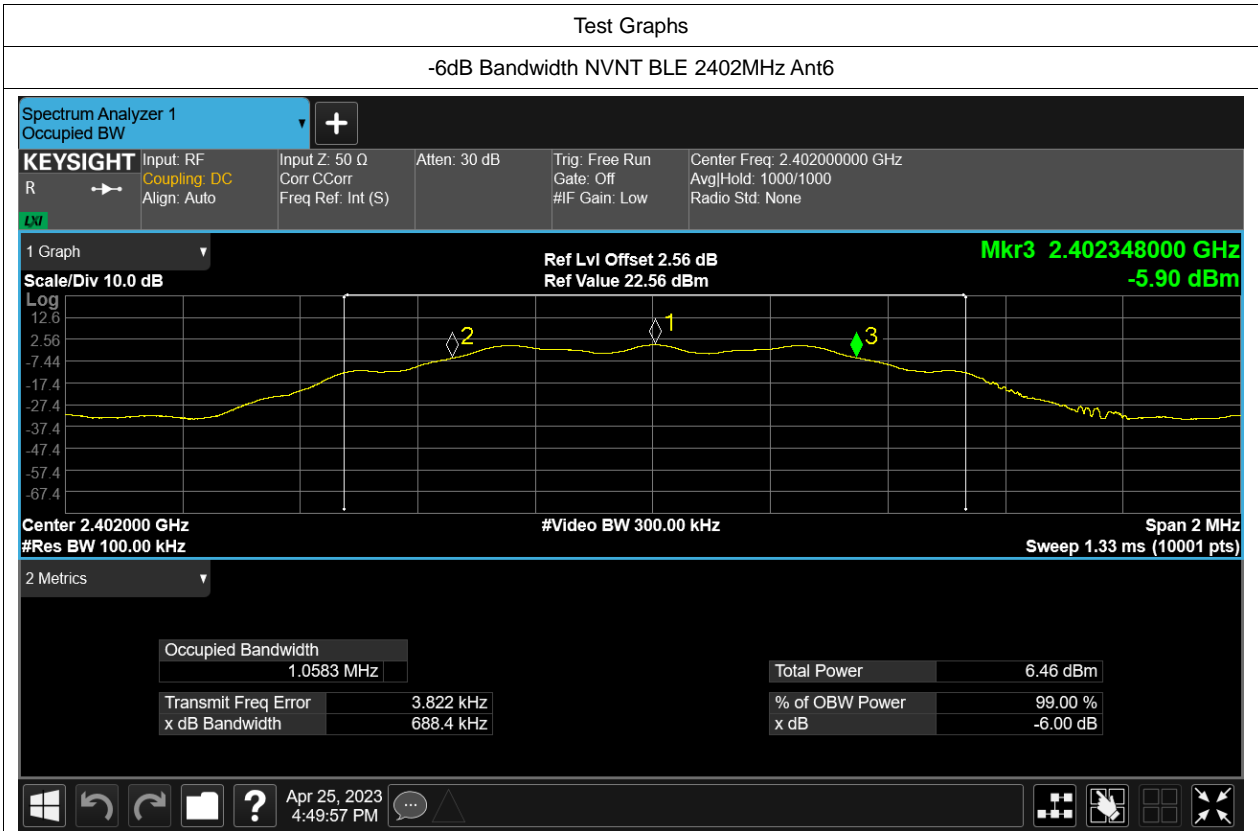 Test Graphs
-6dB Bandwidth NVNT BLE 2402MHz Ant6
Spectrum Analyzer 1
Occupied BW
+
KEYSIGHT
R
LXI
Input: RF
Coupling: DC
Align: Auto
Input Z: 50 Ω
Corr CCorr
Freq Ref: Int (S)
Atten: 30 dB
Trig: Free Run
Gate: Off
#IF Gain: Low
Center Freq: 2.402000000 GHz
Avg|Hold: 1000/1000
Radio Std: None
1 Graph
Scale/Div 10.0 dB
Ref Lvl Offset 2.56 dB
Ref Value 22.56 dBm
Mkr3 2.402348000 GHz
-5.90 dBm
Log
12.6
2.56
-7.44
-17.4
-27.4
-37.4
-47.4
-57.4
-67.4
2
1
3
Center 2.402000 GHz
#Res BW 100.00 kHz
#Video BW 300.00 kHz
Span 2 MHz
Sweep 1.33 ms (10001 pts)
2 Metrics
Occupied Bandwidth
1.0583 MHz
Transmit Freq Error 3.822 kHz
x dB Bandwidth 688.4 kHz
Total Power 6.46 dBm
% of OBW Power 99.00 %
x dB -6.00 dB
?
Apr 25, 2023
4:49:57 PM